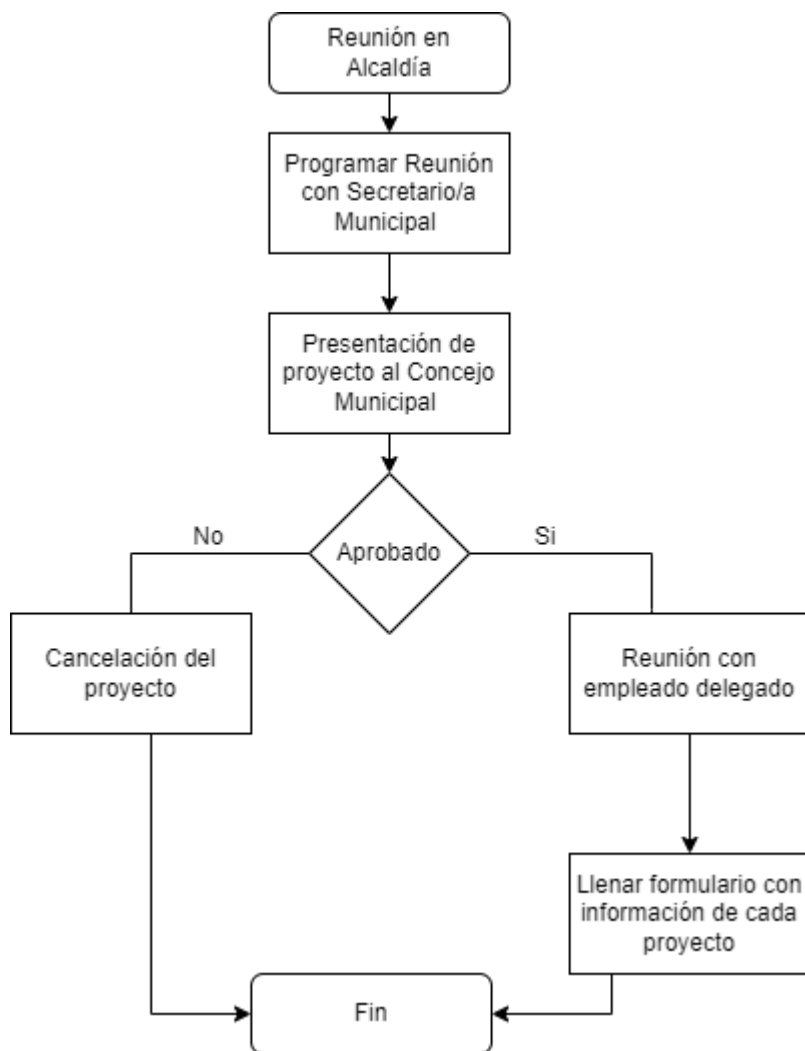 Reunión en
Alcaldía
Programar Reunión
con Secretario/a
Municipal
Presentación de
proyecto al Concejo
Municipal
Aprobado
No
Si
Cancelación del
proyecto
Reunión con
empleado delegado
Llenar formulario con
información de cada
proyecto
Fin